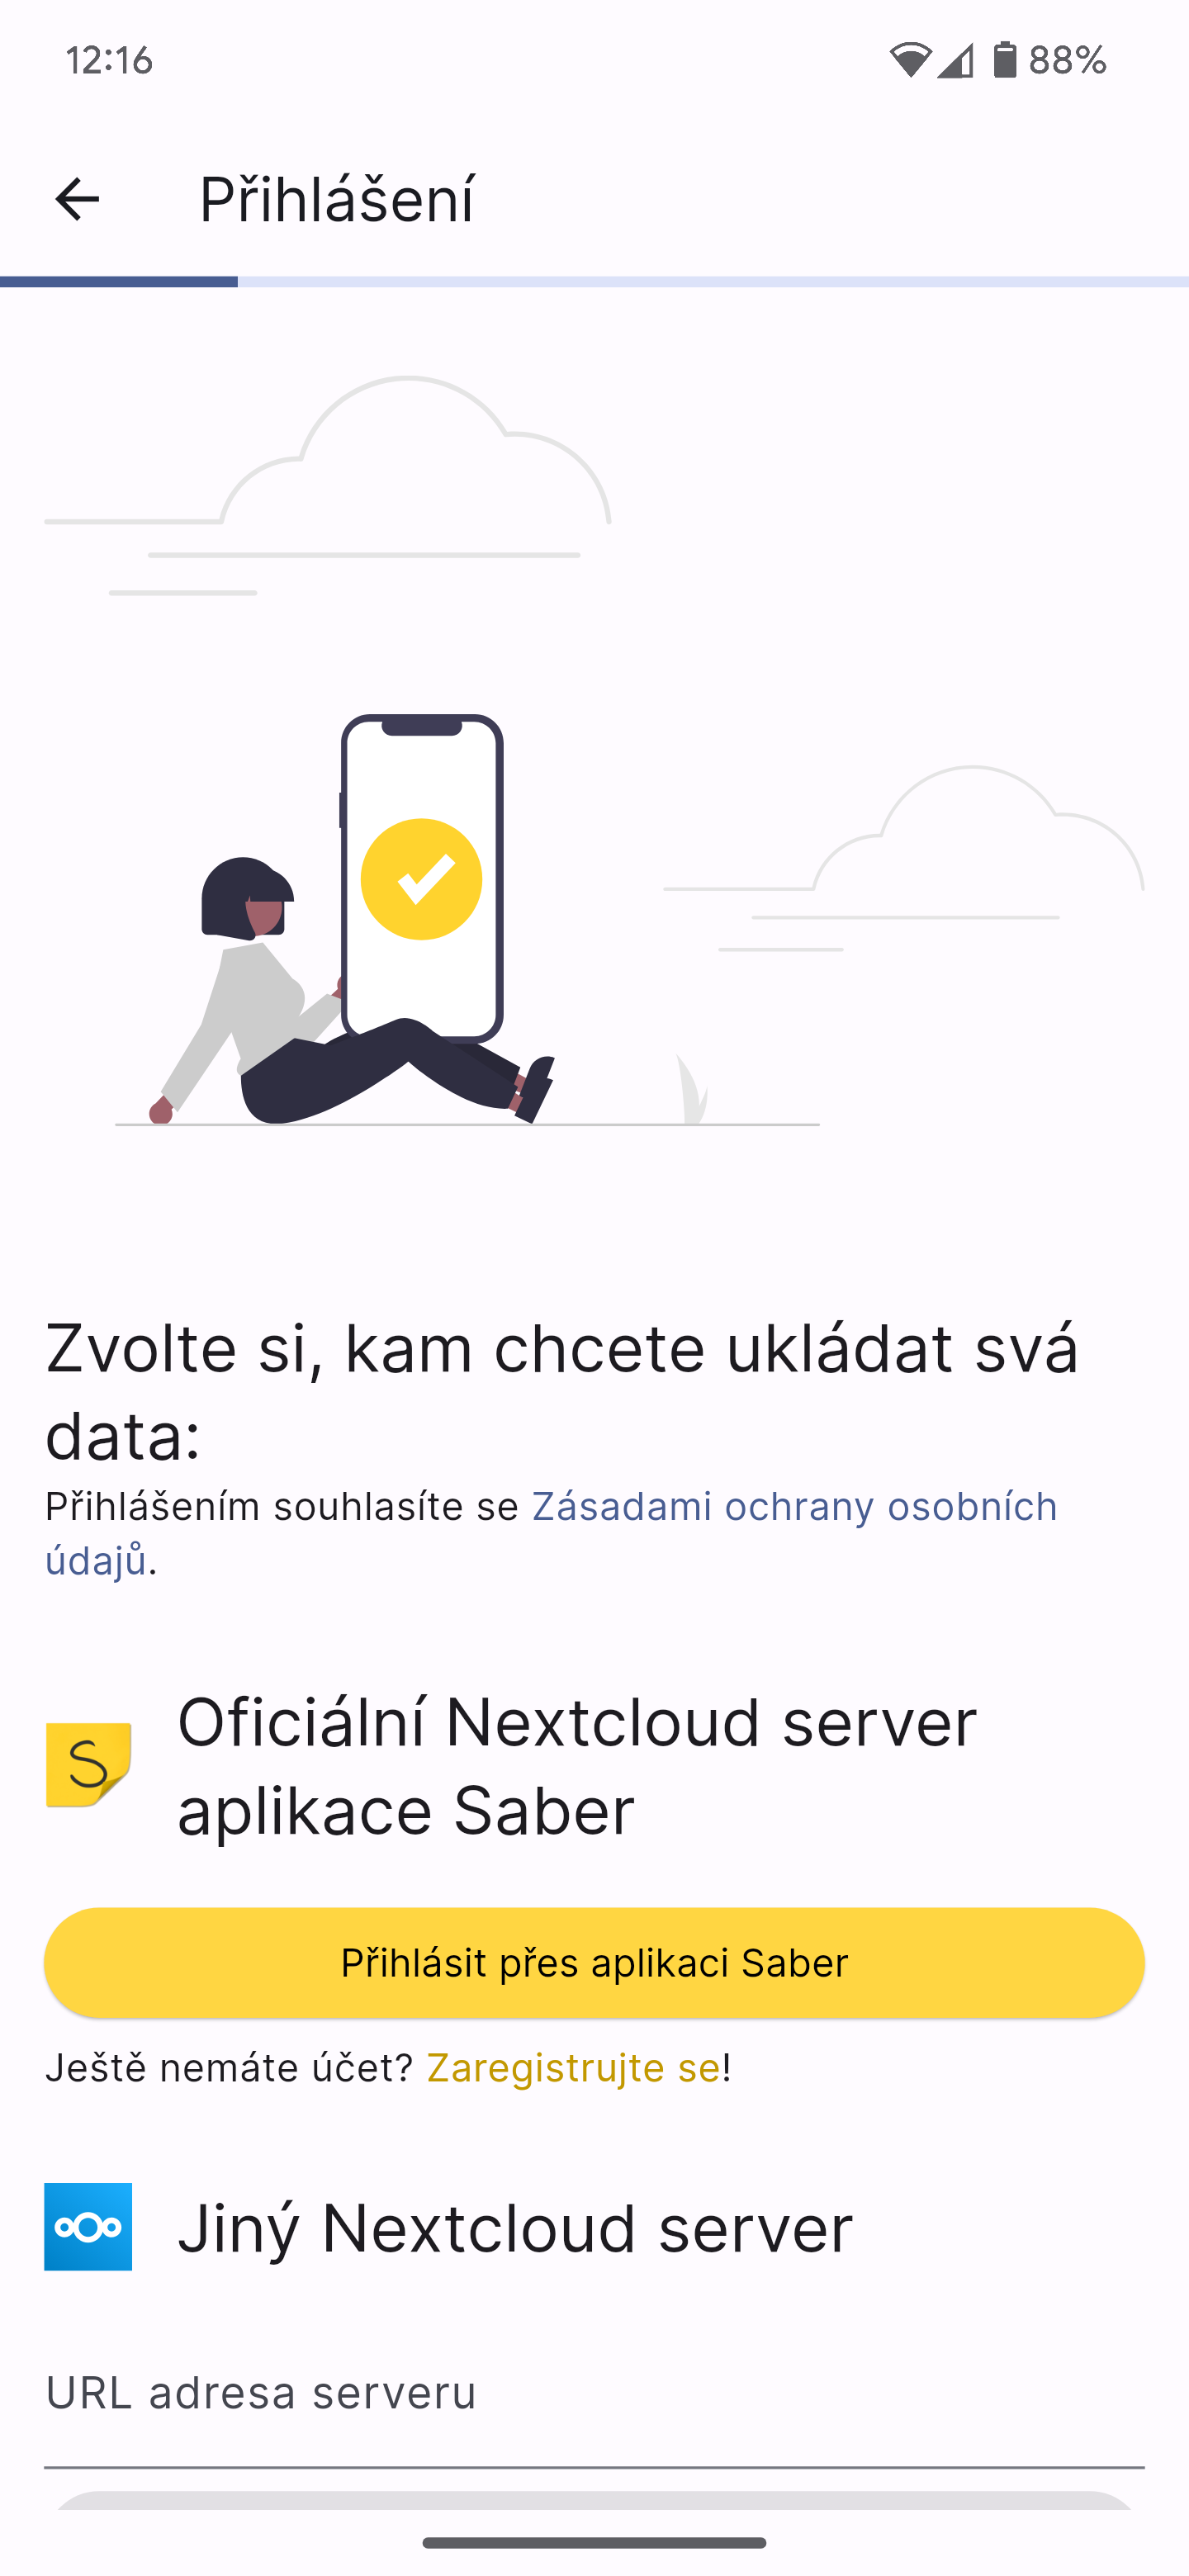 12:16
88%
Přihlášení
Zvolte si, kam chcete ukládat svá
data:
Přihlášením souhlasíte se Zásadami ochrany osobních
údajů.
S
Oficiální Nextcloud server
aplikace Saber
Přihlásit přes aplikaci Saber
Ještě nemáte účet? Zaregistrujte se!
Jiný Nextcloud server
URL adresa serveru